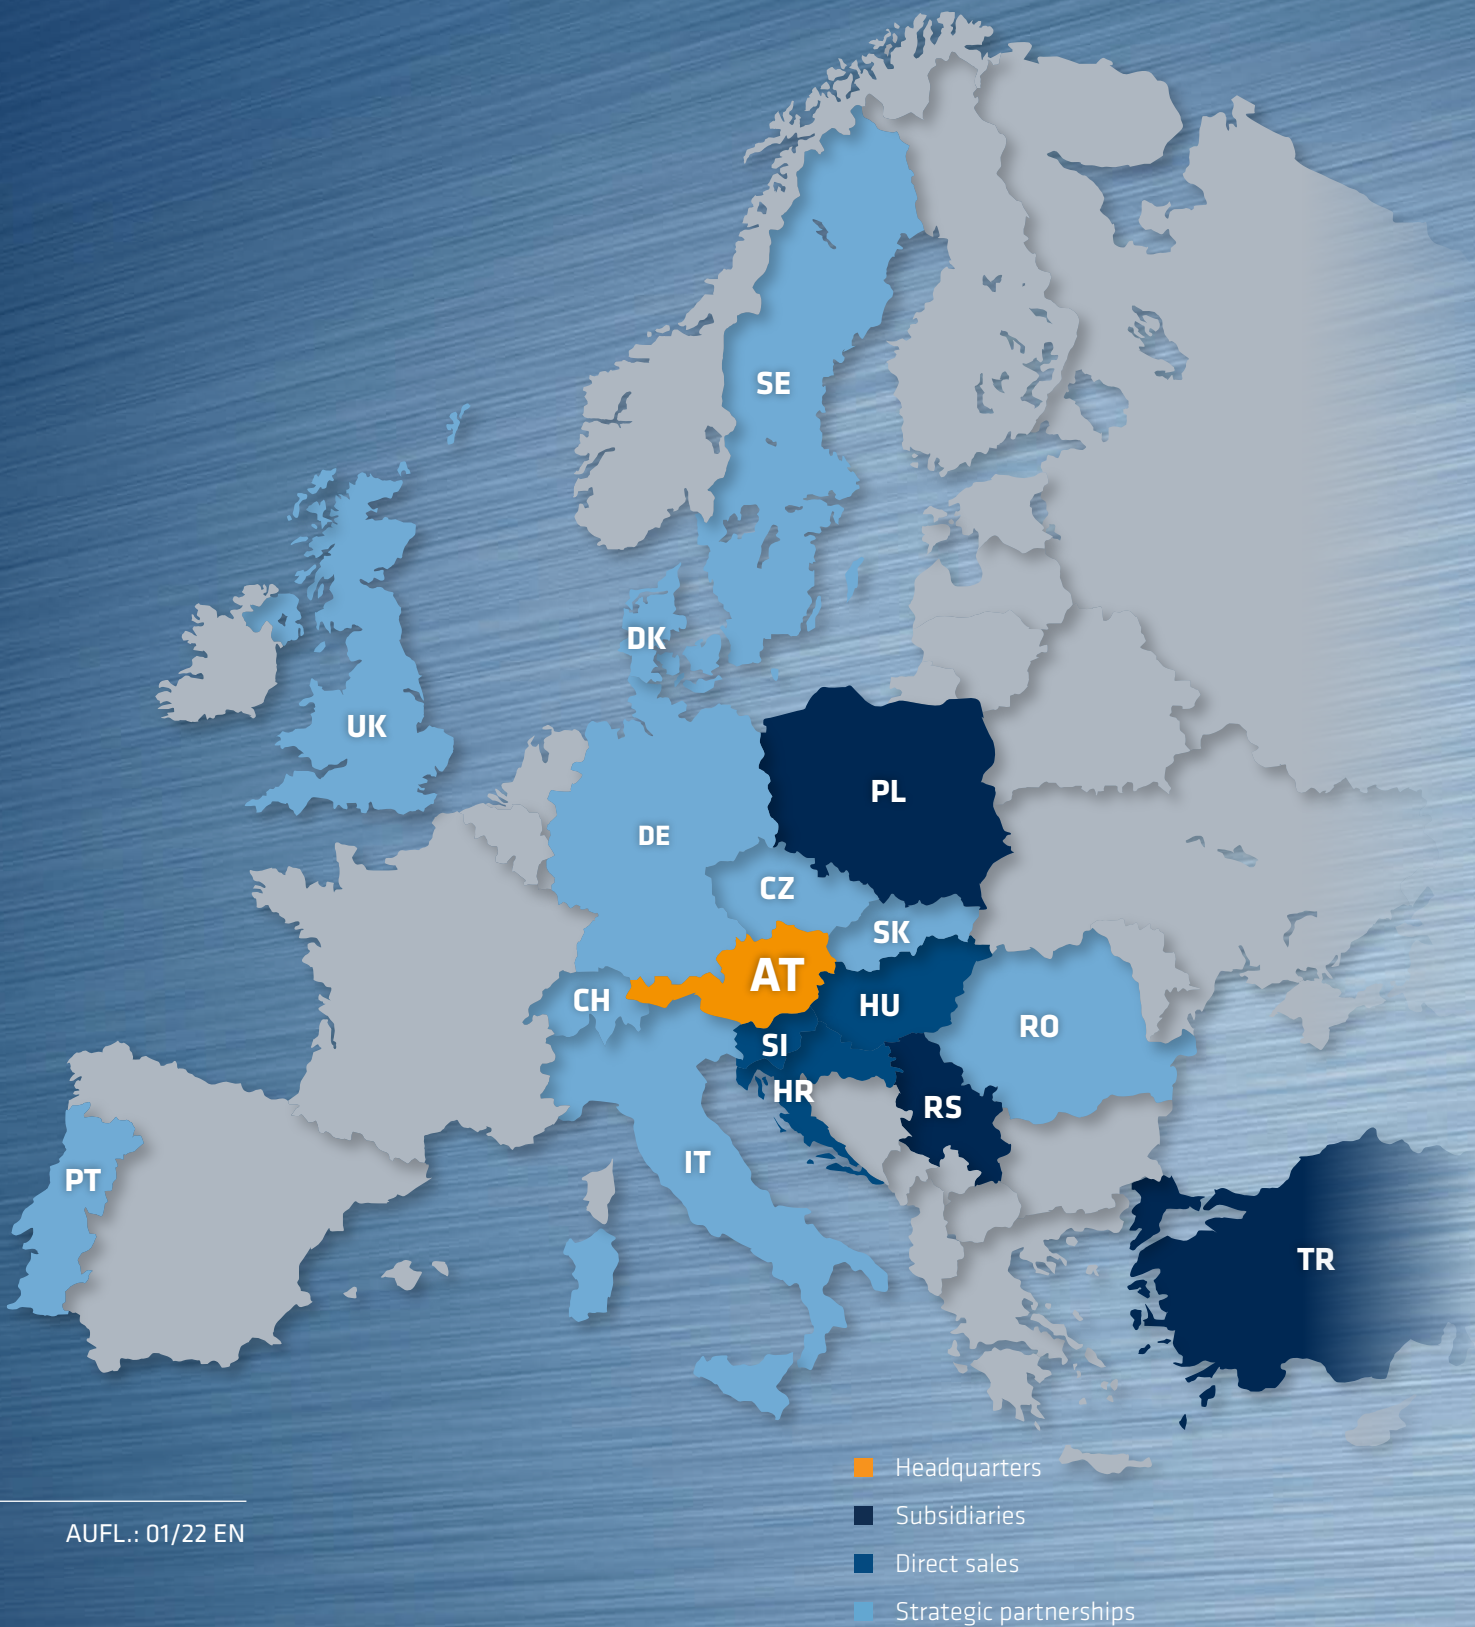 SE
DK
UK
PL
DE
CZ
SK
AT
CH
HU
RO
SI
HR
RS
IT
PT
TR
Headquarters
Subsidiaries
AUFL.: 01/22 EN
Direct sales
Strategic partnerships